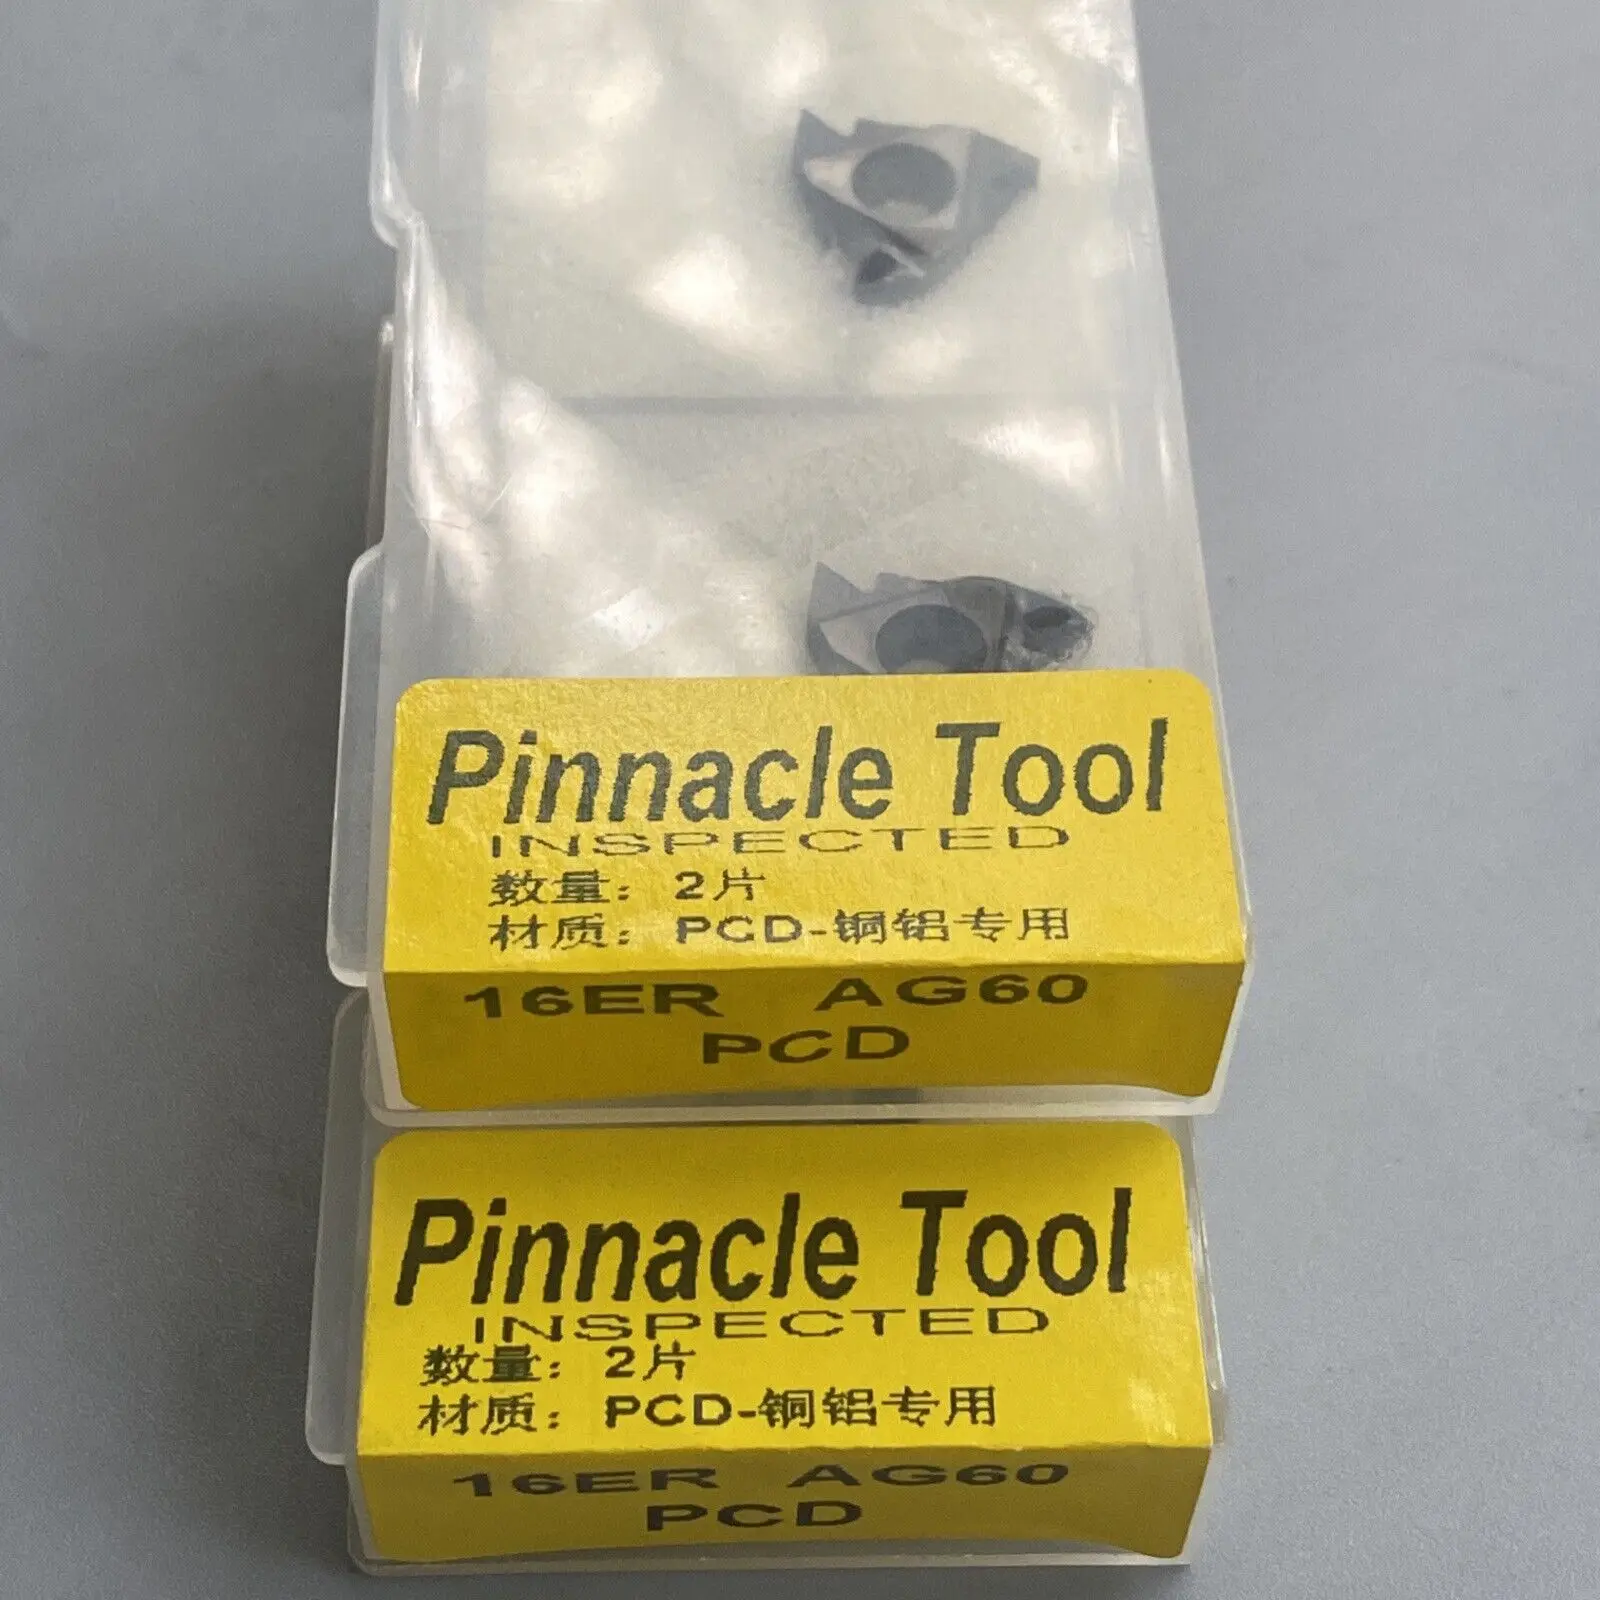 Pinnacle Tool
INSPECTED
数量：2片
材质：PCD-铜铝专用
16ER AG60
PCD
Pinnacle Tool
INSPECTED
数量：2片
材质：PCD-铜铝专用
16ER AG60
PCD